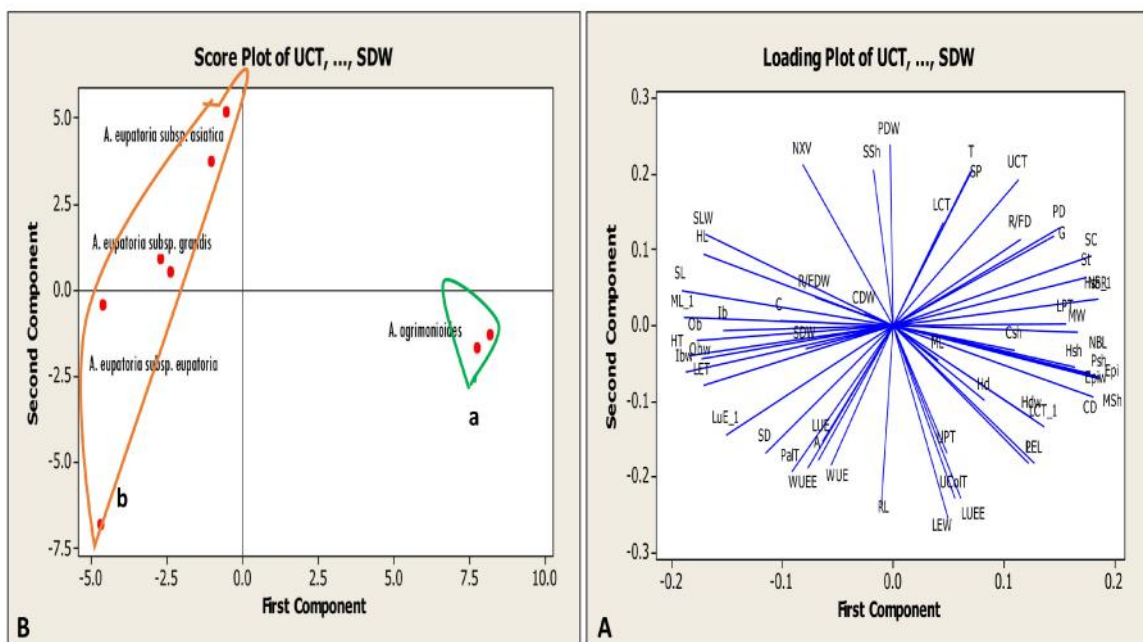 Score Plot of UCT, ..., SDW
Second Component
5.0
2.5
0.0
-2.5
-5.0
-7.5
A. eupatoria subsp. asiatica
A. eupatoria subsp. grandis
A. eupatoria subsp. eupatoria
A. agrimonioides
a
b
-5.0 -2.5 0.0 2.5 5.0 7.5 10.0
First Component
B
Loading Plot of UCT, ..., SDW
Second Component
0.3
0.2
0.1
0.0
-0.1
-0.2
-0.3
PDW
NXV SSh T
SP UCT
LCT
SLW R/FD PD
HL G SC
SL R/FDW St
ML_1 Ib C CDW LPT
Ob MW
HT SDW ML Csh NBL
Ibw Hsh Psh
LET Hd Epiw Epi
Hdw CD MSh
LuE_1 LUE LCT_1
SD A UPT
PalT WUE
WUEE UColT
RL LEW LUEE
-0.2 -0.1 0.0 0.1 0.2
First Component
A